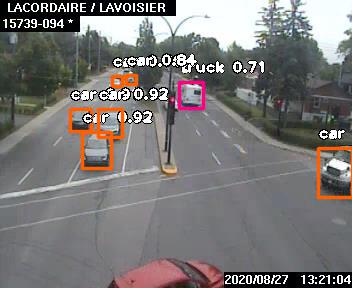 LACORDAIRE / LAVOISIER
15739-094 *
car 0.84
truck 0.71
car 0.92
car 0.92
car
2020/08/27 13:21:04